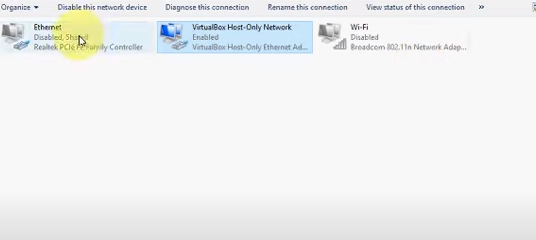 Organize Disable this network device Diagnose this connection Rename this connection View status of this connection »
Ethernet
Disabled, Shared
Realtek PCIe FE Family Controller
VirtualBox Host-Only Network
Enabled
VirtualBox Host-Only Ethernet Ad...
Wi-Fi
Disabled
Broadcom 802.11n Network Adap...